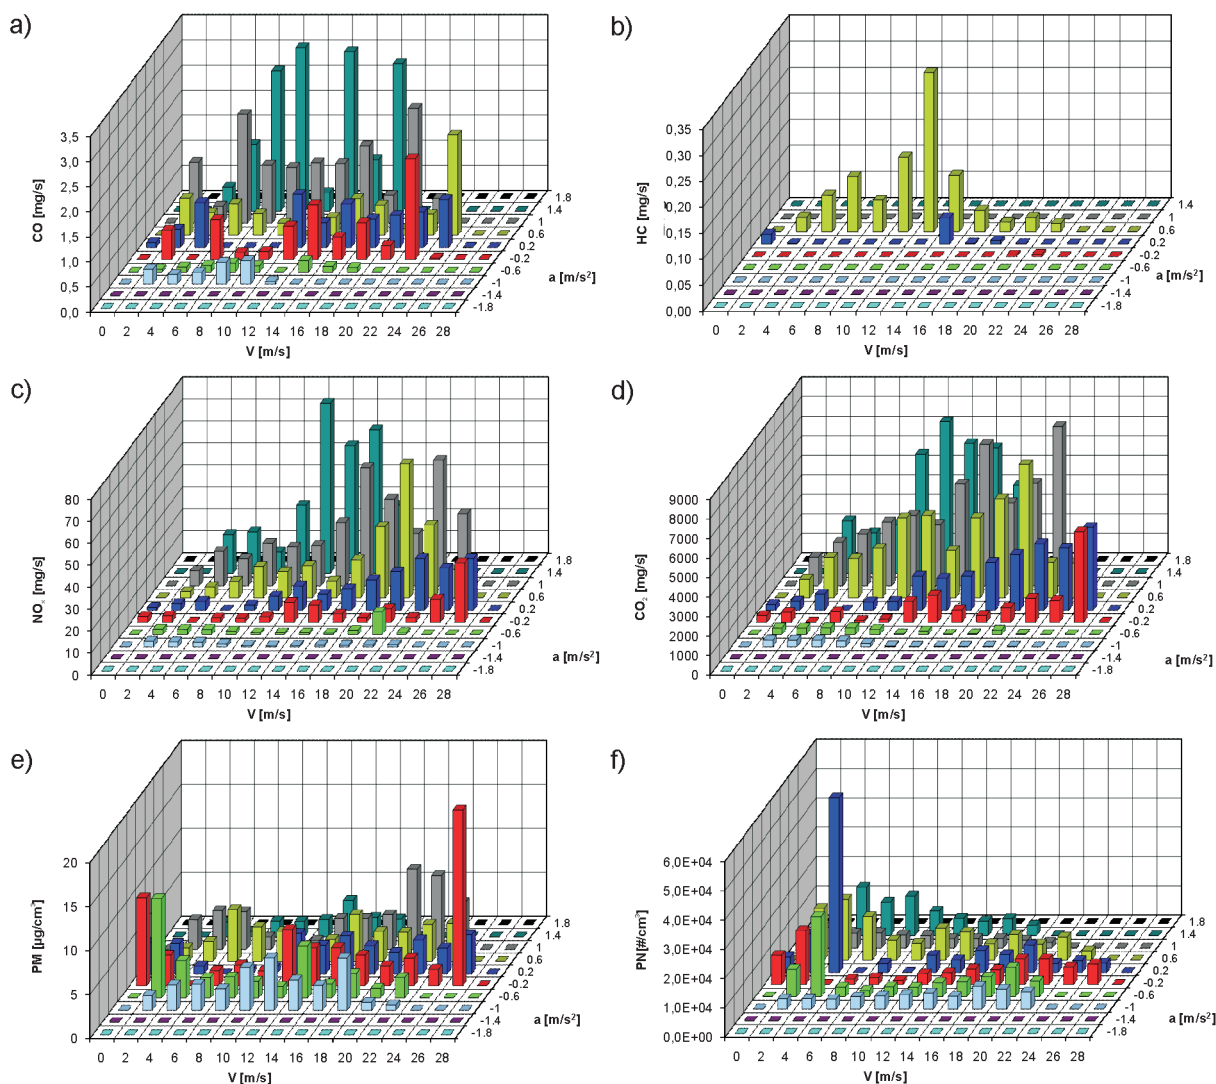 a)
3,5
3,0
2,5
2,0
1,5
1,0
0,5
0,0
CO [mg/s]
0 2 4 6 8 10 12 14 16 18 20 22 24 26 28
V [m/s]
1.8
1.4
1
0.6
0.2
-0.2
-0.6
-1
-1.4
-1.8
a [m/s²]
b)
0,35
0,30
0,25
0,20
0,15
0,10
0,05
0,00
HC [mg/s]
0 2 4 6 8 10 12 14 16 18 20 22 24 26 28
V [m/s]
1.4
1
0.6
0.2
-0.2
-0.6
-1
-1.4
-1.8
a [m/s²]
c)
80
70
60
50
40
30
20
10
0
NOx [mg/s]
0 2 4 6 8 10 12 14 16 18 20 22 24 26 28
V [m/s]
1.8
1.4
1
0.6
0.2
-0.2
-0.6
-1
-1.4
-1.8
a [m/s²]
d)
9000
8000
7000
6000
5000
4000
3000
2000
1000
0
CO₂ [mg/s]
0 2 4 6 8 10 12 14 16 18 20 22 24 26 28
V [m/s]
1.8
1.4
1
0.6
0.2
-0.2
-0.6
-1
-1.4
-1.8
a [m/s²]
e)
20
15
10
5
0
PM [µg/cm³]
0 2 4 6 8 10 12 14 16 18 20 22 24 26 28
V [m/s]
1.8
1.4
1
0.6
0.2
-0.2
-0.6
-1
-1.4
-1.8
a [m/s²]
f)
6,0E+04
5,0E+04
4,0E+04
3,0E+04
2,0E+04
1,0E+04
0,0E+00
PN[#/cm³]
0 2 4 6 8 10 12 14 16 18 20 22 24 26 28
V [m/s]
1.8
1.4
1
0.6
0.2
-0.2
-0.6
-1
-1.4
-1.8
a [m/s²]